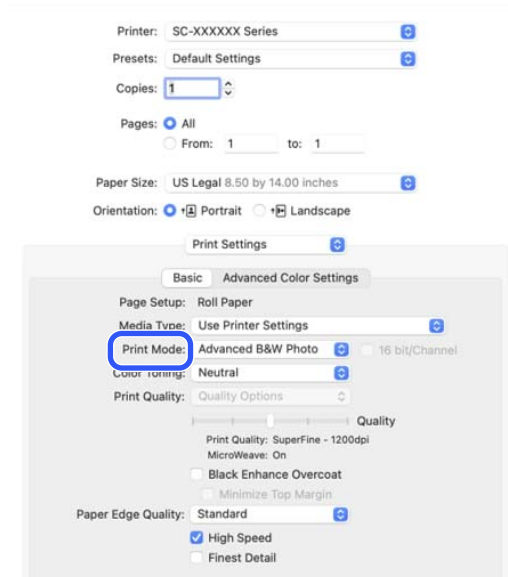 Printer: SC-XXXXXX Series
Presets: Default Settings
Copies: 1
Pages: All
From: 1 to: 1
Paper Size: US Legal 8.50 by 14.00 inches
Orientation: Portrait Landscape
Print Settings
Basic Advanced Color Settings
Page Setup: Roll Paper
Media Type: Use Printer Settings
Print Mode: Advanced B&W Photo 16 bit/Channel
Color Toning: Neutral
Print Quality: Quality Options
Quality
Print Quality: SuperFine - 1200dpi
MicroWeave: On
Black Enhance Overcoat
Minimize Top Margin
Paper Edge Quality: Standard
High Speed
Finest Detail